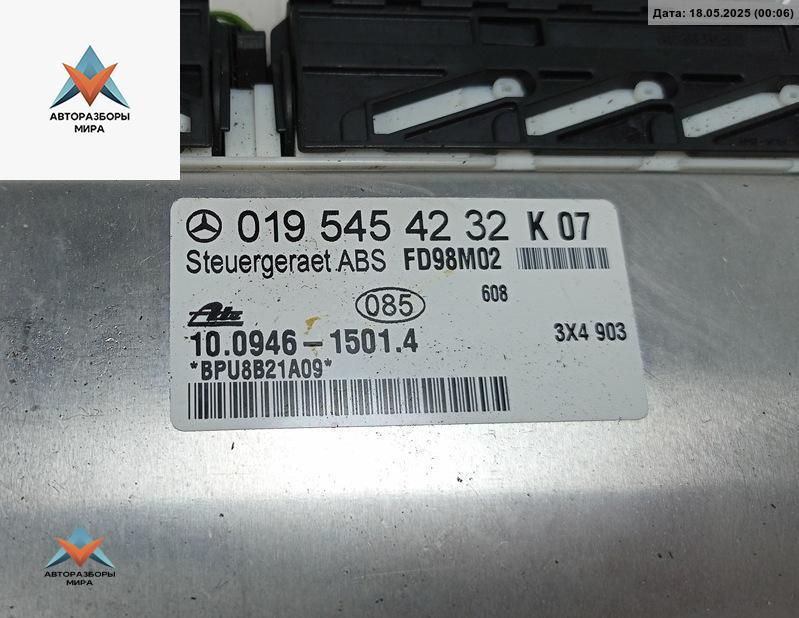 Дата: 18.05.2025 (00:06)
АВТОРАЗБОРЫ
МИРА
019 545 42 32 K 07
Steuergeraet ABS FD98M02
Ate 085 608
10.0946-1501.4 3X4 903
*BPU8B21A09*
АВТОРАЗБОРЫ
МИРА